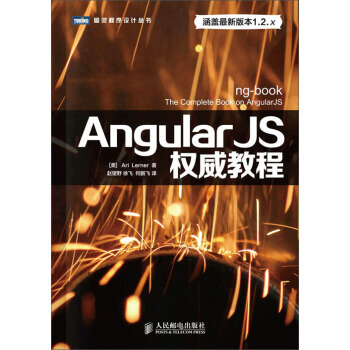 TURING 图灵程序设计丛书
涵盖最新版本1.2.x
ng-book
The Complete Book on AngularJS
AngularJS
权威教程
[美] Ari Lerner 著
赵望野 徐飞 何鹏飞 译
人民邮电出版社
POSTS & TELECOM PRESS